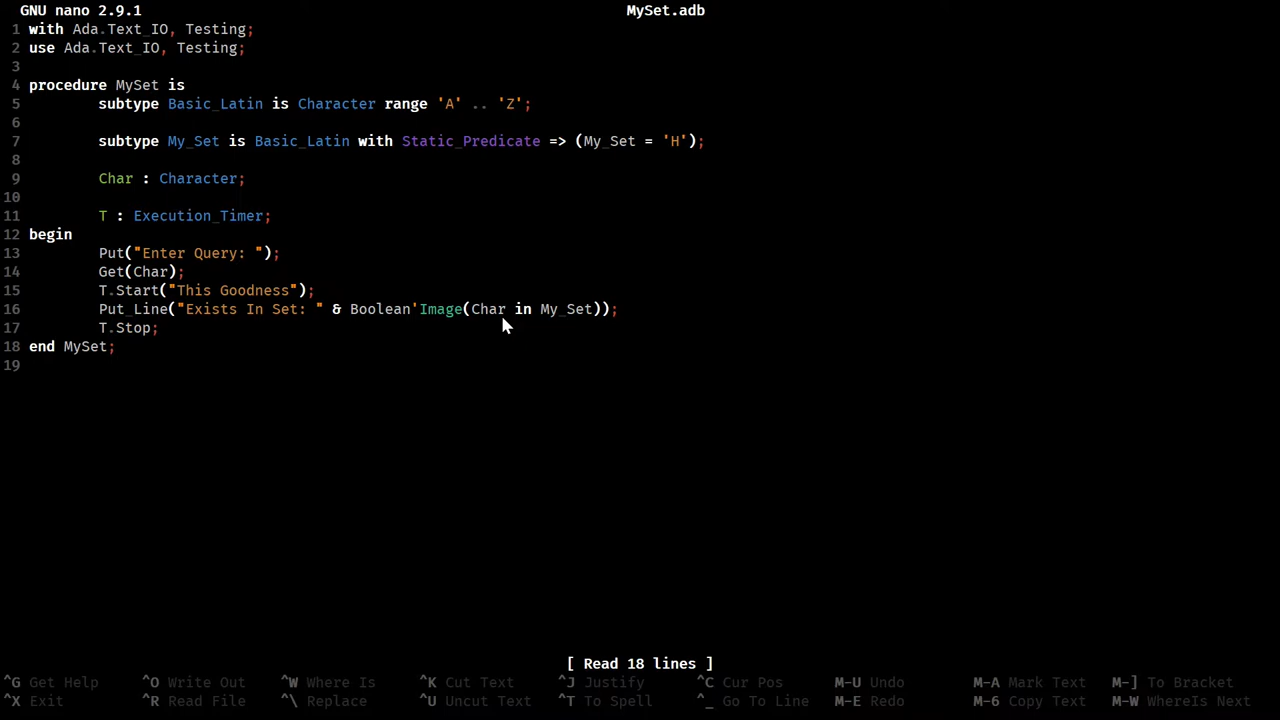 GNU nano 2.9.1 MySet.adb
1 with Ada.Text_IO, Testing;
2 use Ada.Text_IO, Testing;
3
4 procedure MySet is
5         subtype Basic_Latin is Character range 'A' .. 'Z';
6
7         subtype My_Set is Basic_Latin with Static_Predicate => (My_Set = 'H');
8
9         Char : Character;
10
11         T : Execution_Timer;
12 begin
13         Put("Enter Query: ");
14         Get(Char);
15         T.Start("This Goodness");
16         Put_Line("Exists In Set: " & Boolean'Image(Char in My_Set));
17         T.Stop;
18 end MySet;
19
[ Read 18 lines ]
^G Get Help ^O Write Out ^W Where Is ^K Cut Text ^J Justify ^C Cur Pos M-U Undo M-A Mark Text M-] To Bracket
^X Exit ^R Read File ^\ Replace ^U Uncut Text ^T To Spell ^_ Go To Line M-E Redo M-6 Copy Text M-W WhereIs Next